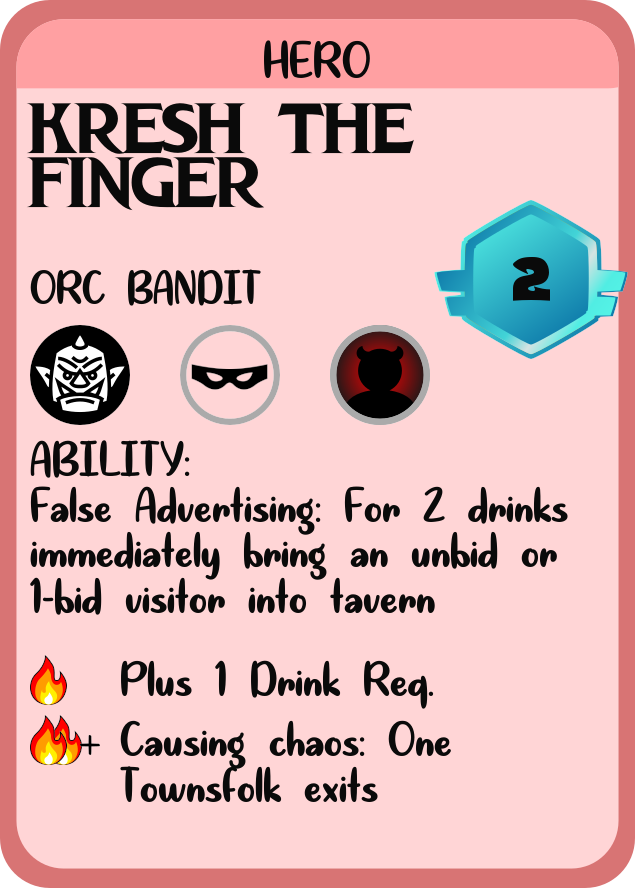 HERO
KRESH THE
FINGER
2
ORC BANDIT
ABILITY:
False Advertising: For 2 drinks
immediately bring an unbid or
1-bid visitor into tavern
Plus 1 Drink Req.
+ Causing chaos: One
Townsfolk exits